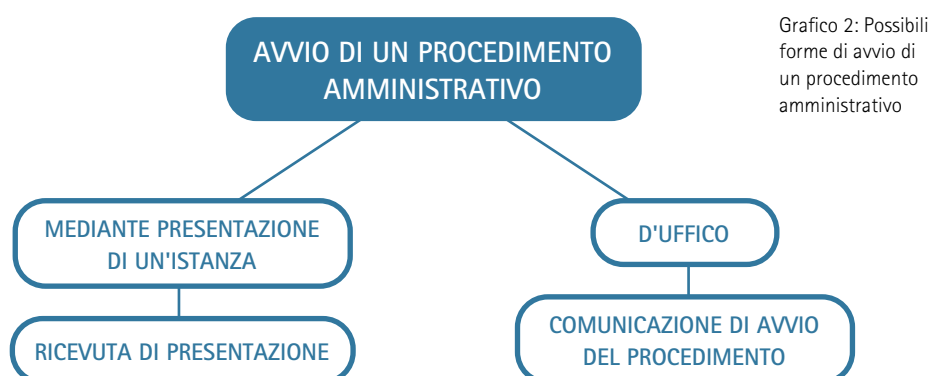 AVVIO DI UN PROCEDIMENTO
AMMINISTRATIVO
Grafico 2: Possibili
forme di avvio di
un procedimento
amministrativo
MEDIANTE PRESENTAZIONE
DI UN'ISTANZA
D'UFFICO
RICEVUTA DI PRESENTAZIONE
COMUNICAZIONE DI AVVIO
DEL PROCEDIMENTO